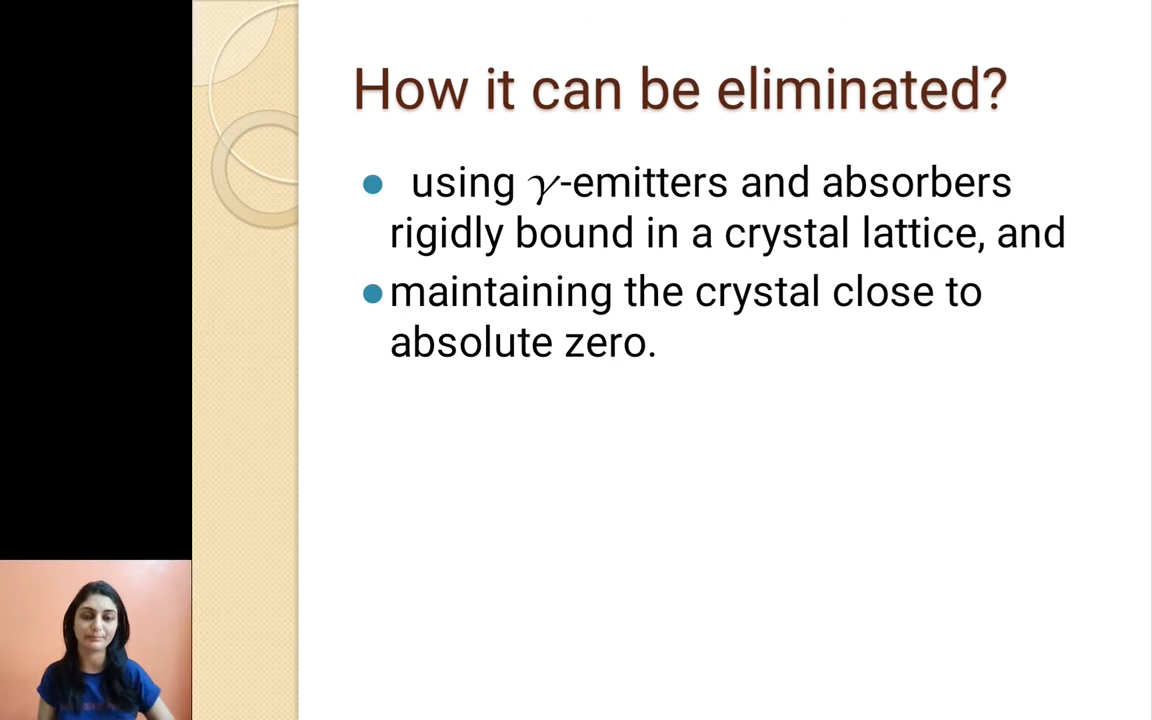 How it can be eliminated?
● using γ-emitters and absorbers
rigidly bound in a crystal lattice, and
● maintaining the crystal close to
absolute zero.